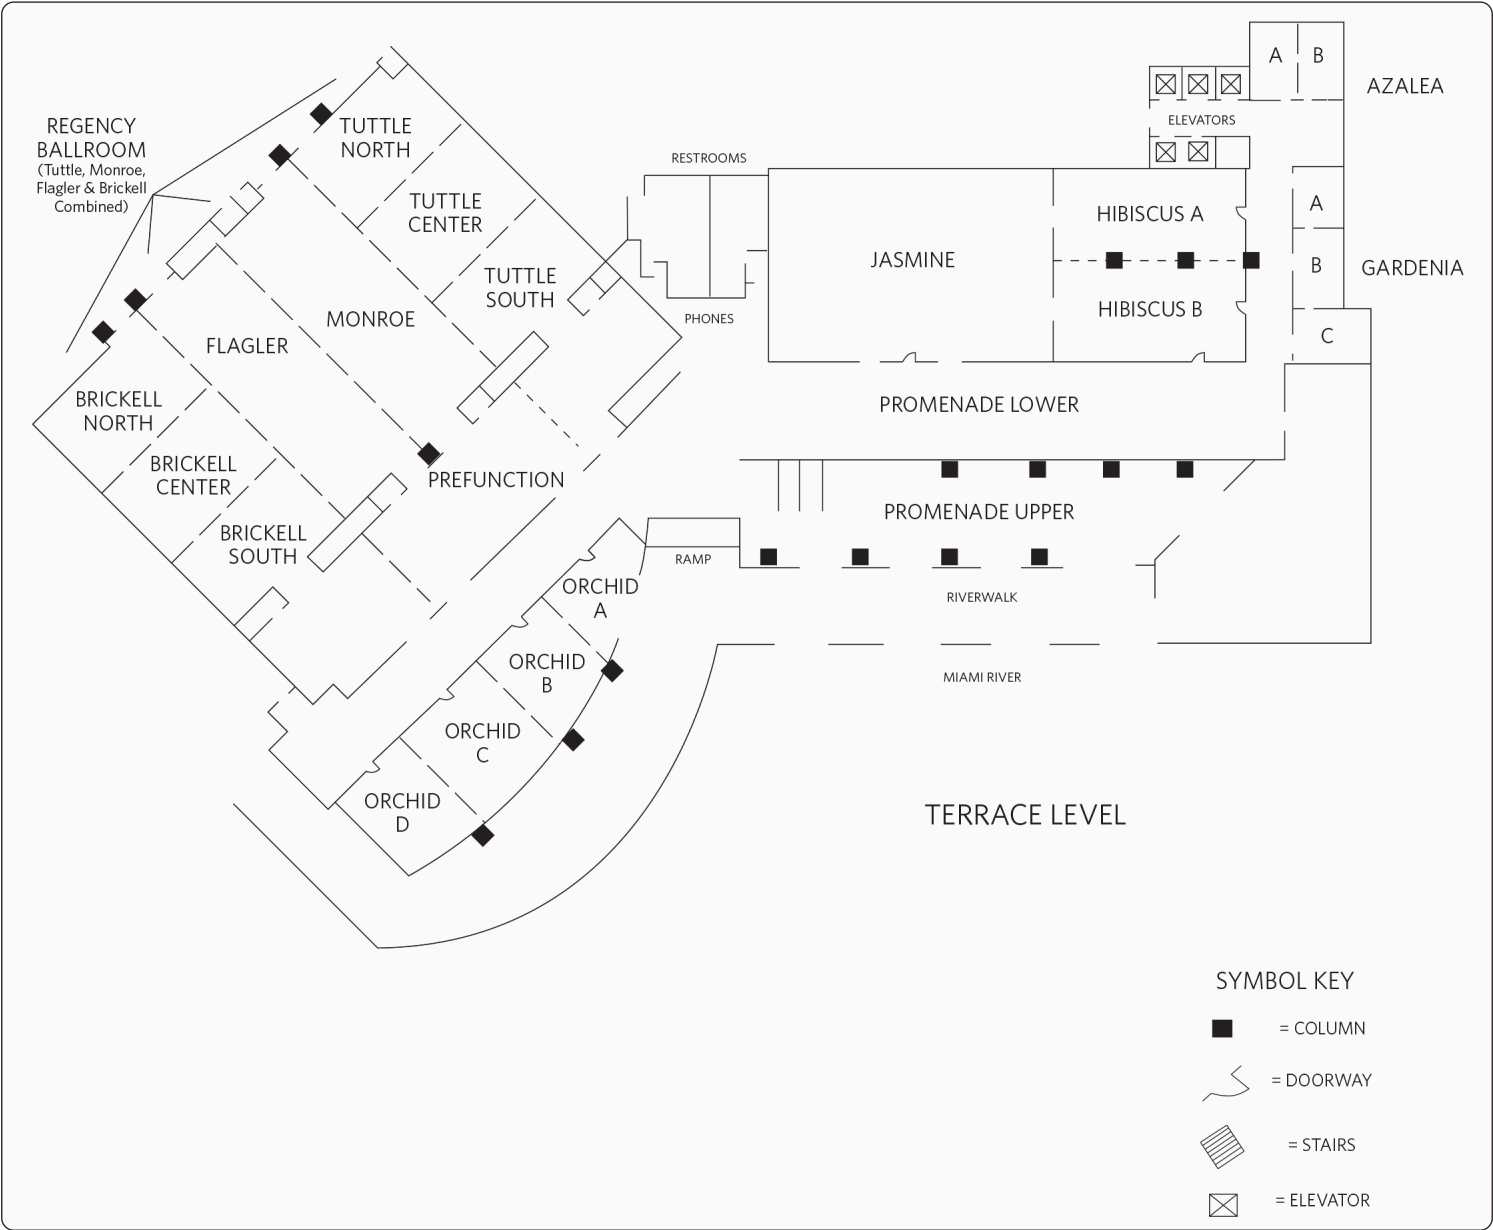 REGENCY
BALLROOM
(Tuttle, Monroe,
Flagler & Brickell
Combined)
TUTTLE
NORTH
TUTTLE
CENTER
TUTTLE
SOUTH
MONROE
FLAGLER
BRICKELL
NORTH
BRICKELL
CENTER
BRICKELL
SOUTH
PREFUNCTION
RESTROOMS
PHONES
JASMINE
HIBISCUS A
HIBISCUS B
ELEVATORS
A B
AZALEA
A
B
GARDENIA
C
PROMENADE LOWER
PROMENADE UPPER
RAMP
RIVERWALK
MIAMI RIVER
ORCHID
A
ORCHID
B
ORCHID
C
ORCHID
D
TERRACE LEVEL
SYMBOL KEY
= COLUMN
= DOORWAY
= STAIRS
= ELEVATOR